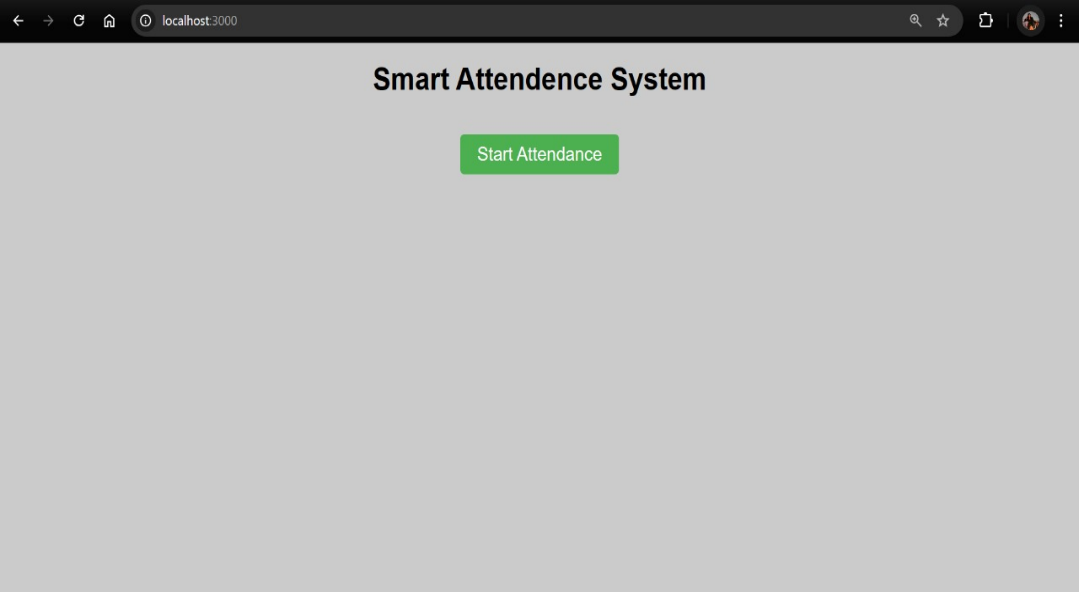 localhost:3000
Smart Attendence System
Start Attendance